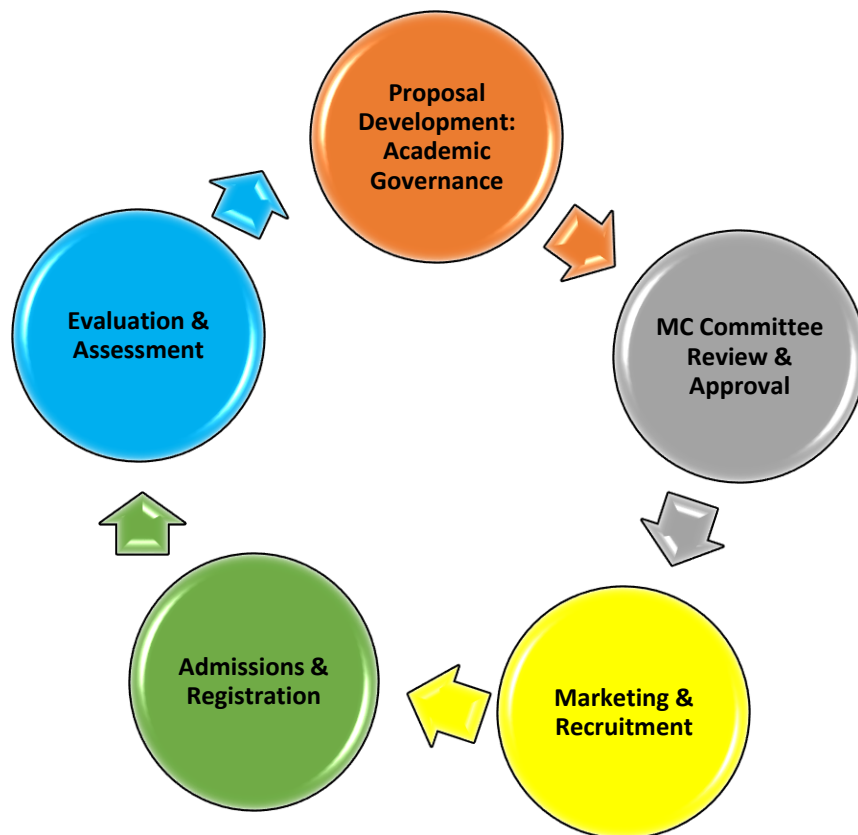 Proposal
Development:
Academic
Governance
MC Committee
Review &
Approval
Marketing &
Recruitment
Admissions &
Registration
Evaluation &
Assessment